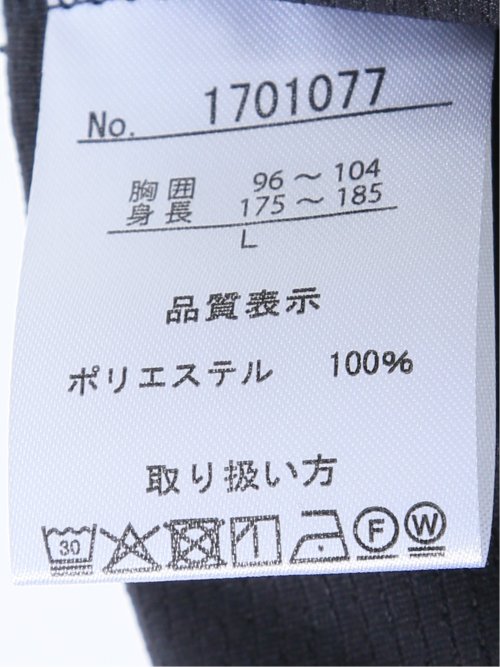 No. 1701077
胸囲 96～104
身長 175～185
L
品質表示
ポリエステル 100%
取り扱い方
30 F W